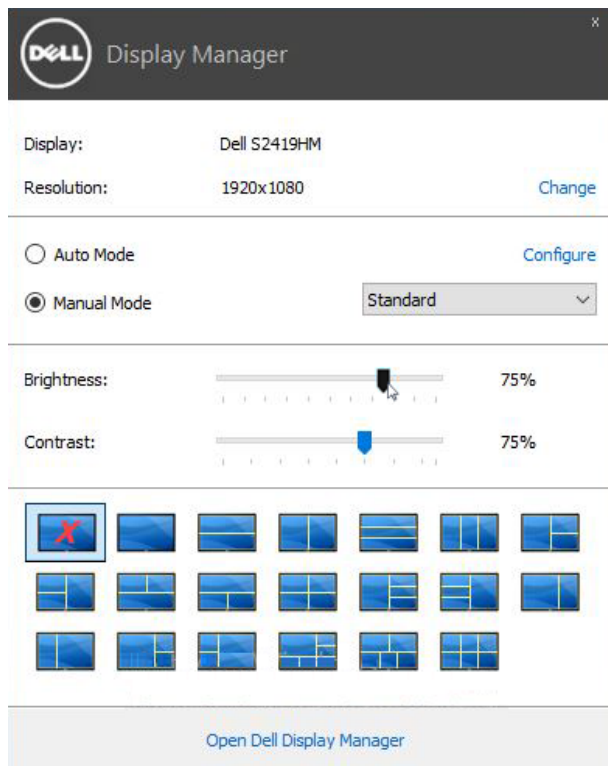 DELL Display Manager x
Display: Dell S2419HM
Resolution: 1920x1080 Change
Auto Mode Configure
Manual Mode Standard
Brightness: 75%
Contrast: 75%
Open Dell Display Manager